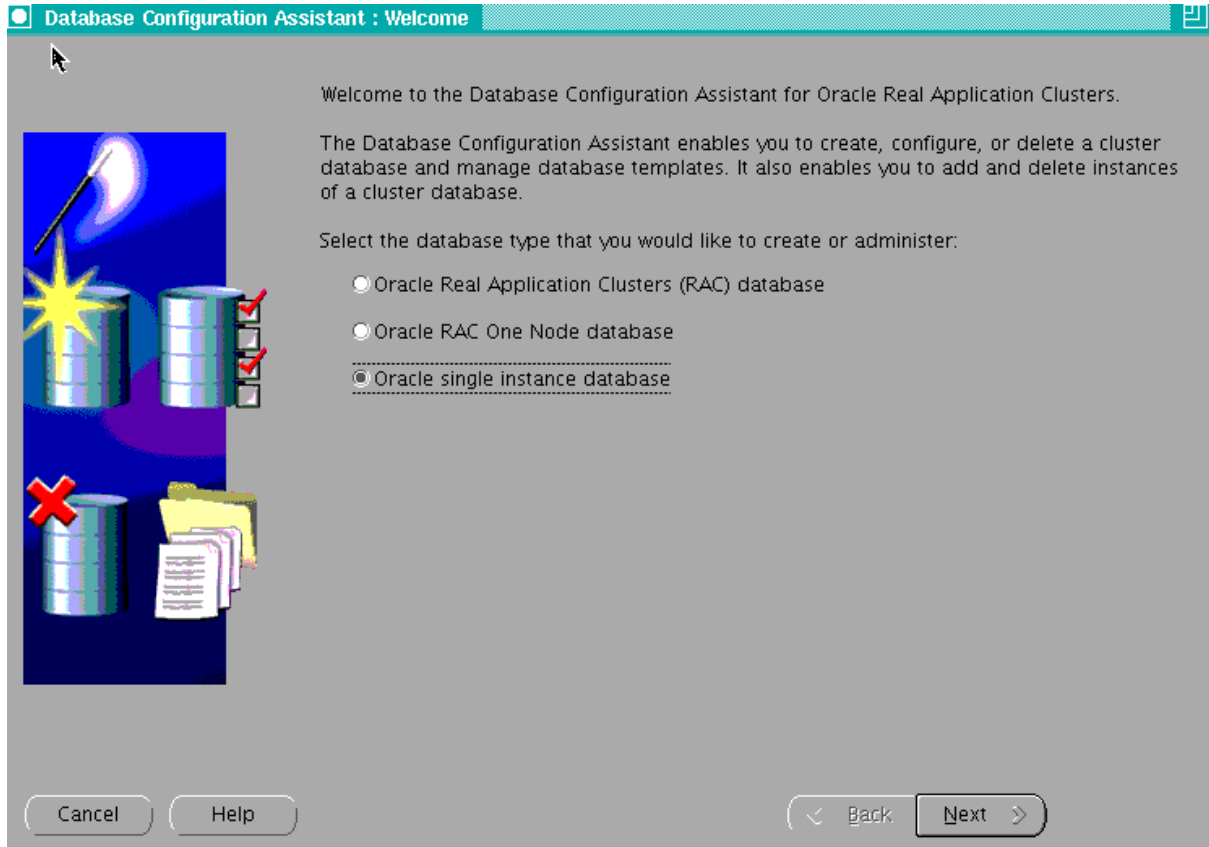 Database Configuration Assistant : Welcome
Welcome to the Database Configuration Assistant for Oracle Real Application Clusters.
The Database Configuration Assistant enables you to create, configure, or delete a cluster
database and manage database templates. It also enables you to add and delete instances
of a cluster database.
Select the database type that you would like to create or administer:
Oracle Real Application Clusters (RAC) database
Oracle RAC One Node database
Oracle single instance database
Cancel
Help
Back
Next